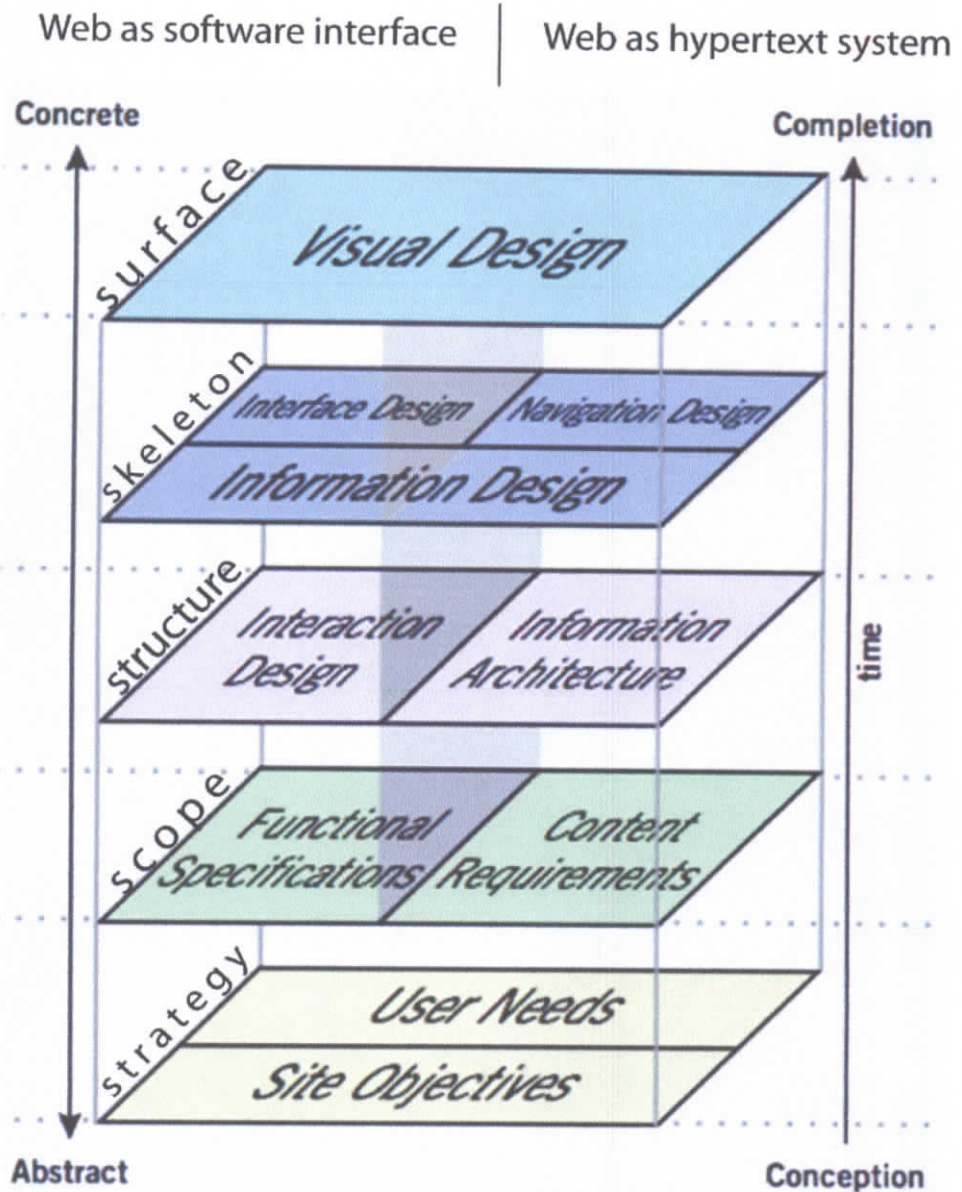 Web as software interface
Web as hypertext system
Concrete
Completion
surface
Visual Design
skeleton
Interface Design
Navigation Design
Information Design
structure
Interaction
Design
Information
Architecture
time
scope
Functional
Specifications
Content
Requirements
strategy
User Needs
Site Objectives
Abstract
Conception